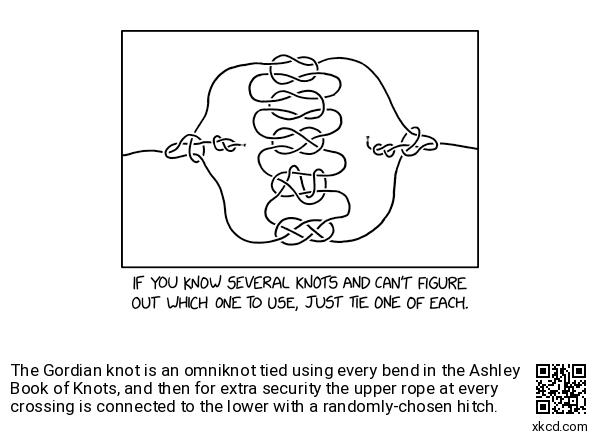 IF YOU KNOW SEVERAL KNOTS AND CAN'T FIGURE
OUT WHICH ONE TO USE, JUST TIE ONE OF EACH.
The Gordian knot is an omniknot tied using every bend in the Ashley
Book of Knots, and then for extra security the upper rope at every
crossing is connected to the lower with a randomly-chosen hitch.
xkcd.com